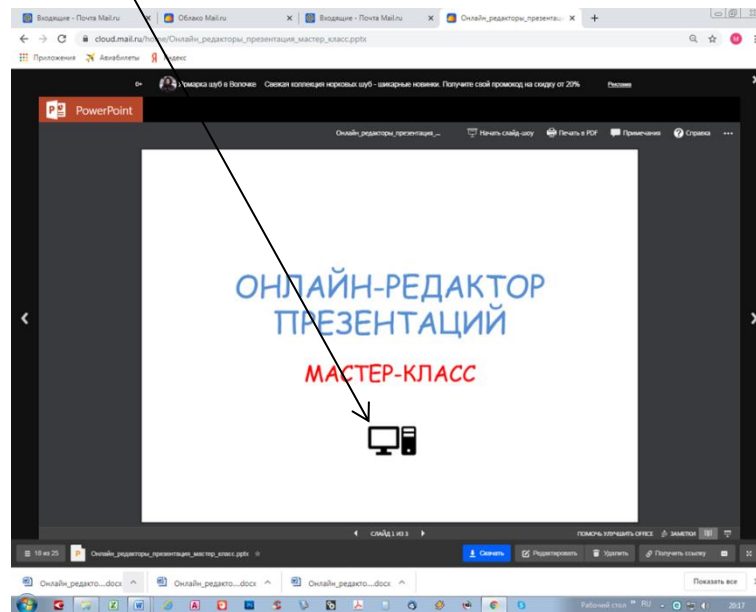 Входящие - Почта Mail.ru
Облако Mail.ru
Входящие - Почта Mail.ru
Онлайн_редакторы_презента
cloud.mail.ru/home/Онлайн_редакторы_презентация_мастер_класс.pptx
Приложения
Авиабилеты
Яндекс
0+
Ярмарка шуб в Волочке
Свежая коллекция норковых шуб - шикарные новинки. Получите свой промокод на скидку от 20%
Реклама
PowerPoint
Онлайн_редакторы_презентация_...
Начать слайд-шоу
Печать в PDF
Примечания
Справка
ОНЛАЙН-РЕДАКТОР
ПРЕЗЕНТАЦИЙ
МАСТЕР-КЛАСС
СЛАЙД 1 ИЗ 3
ПОМОЧЬ УЛУЧШИТЬ OFFICE
ЗАМЕТКИ
18 из 25
Онлайн_редакторы_презентация_мастер_класс.pptx
Скачать
Редактировать
Удалить
Получить ссылку
Онлайн_редакто....docx
Онлайн_редакто....docx
Онлайн_редакто....docx
Показать все
Рабочий стол
RU
20:17